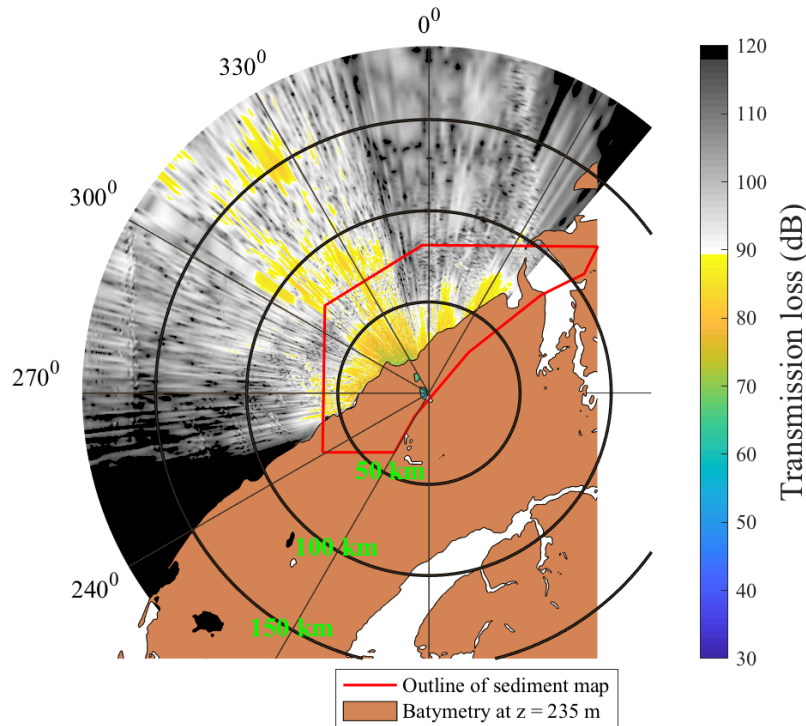 0⁰
330⁰
300⁰
270⁰
240⁰
50 km
100 km
150 km
120
110
100
90
80
70
60
50
40
30
Transmission loss (dB)
Outline of sediment map
Batymetry at z = 235 m